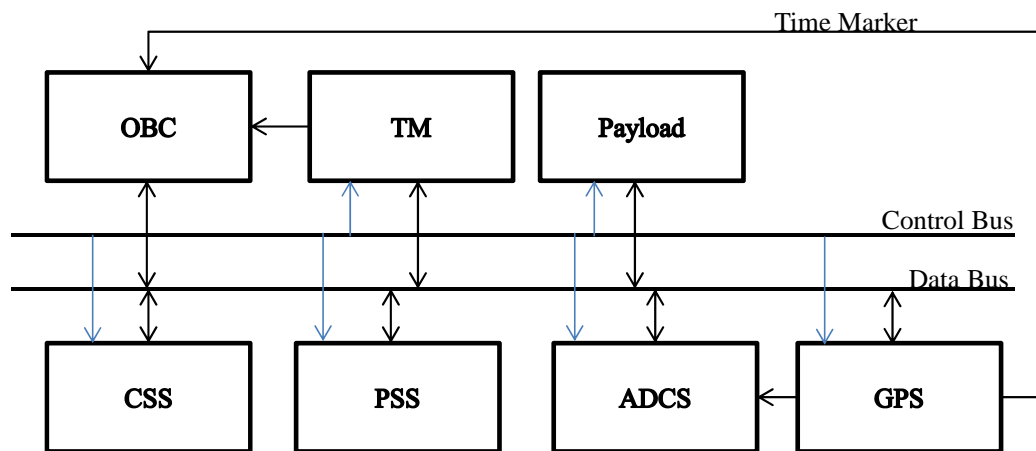 Time Marker
OBC
TM
Payload
Control Bus
Data Bus
CSS
PSS
ADCS
GPS